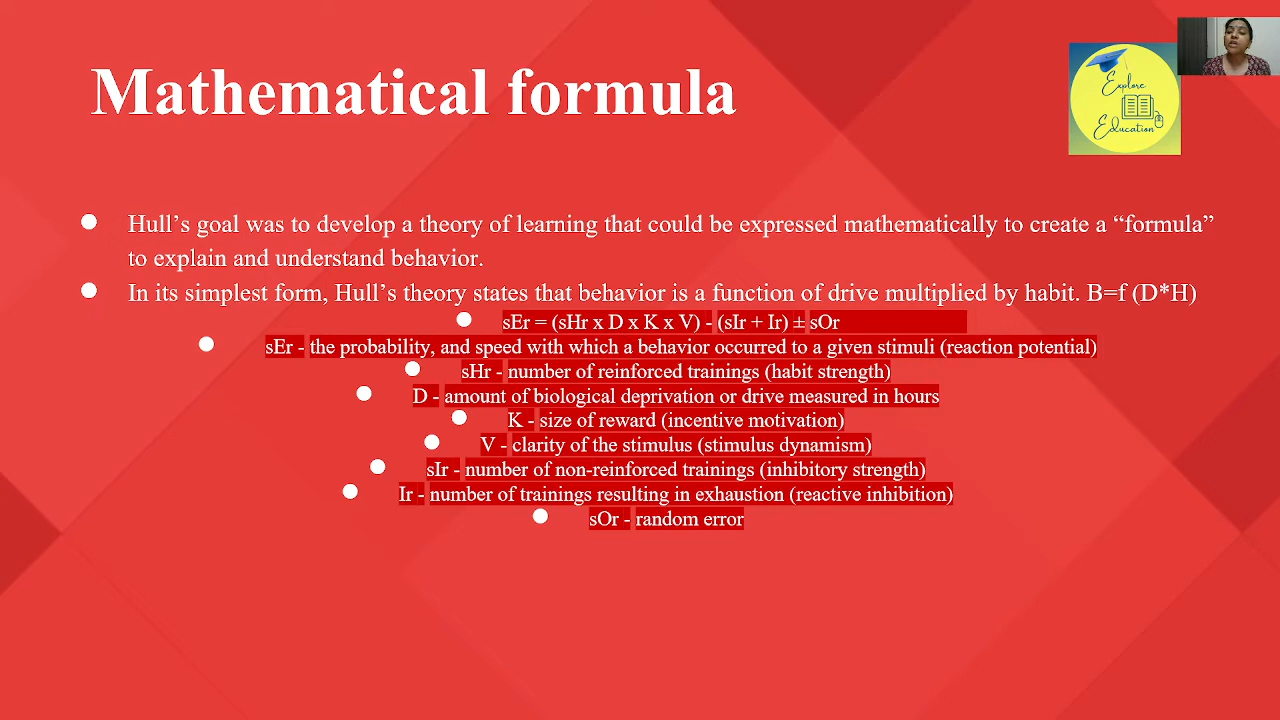 Mathematical formula
Explore
Education
● Hull’s goal was to develop a theory of learning that could be expressed mathematically to create a “formula”
to explain and understand behavior.
● In its simplest form, Hull’s theory states that behavior is a function of drive multiplied by habit. B=f (D*H)
● sEr = (sHr x D x K x V) - (sIr + Ir) ± sOr
● sEr - the probability, and speed with which a behavior occurred to a given stimuli (reaction potential)
● sHr - number of reinforced trainings (habit strength)
● D - amount of biological deprivation or drive measured in hours
● K - size of reward (incentive motivation)
● V - clarity of the stimulus (stimulus dynamism)
● sIr - number of non-reinforced trainings (inhibitory strength)
● Ir - number of trainings resulting in exhaustion (reactive inhibition)
● sOr - random error